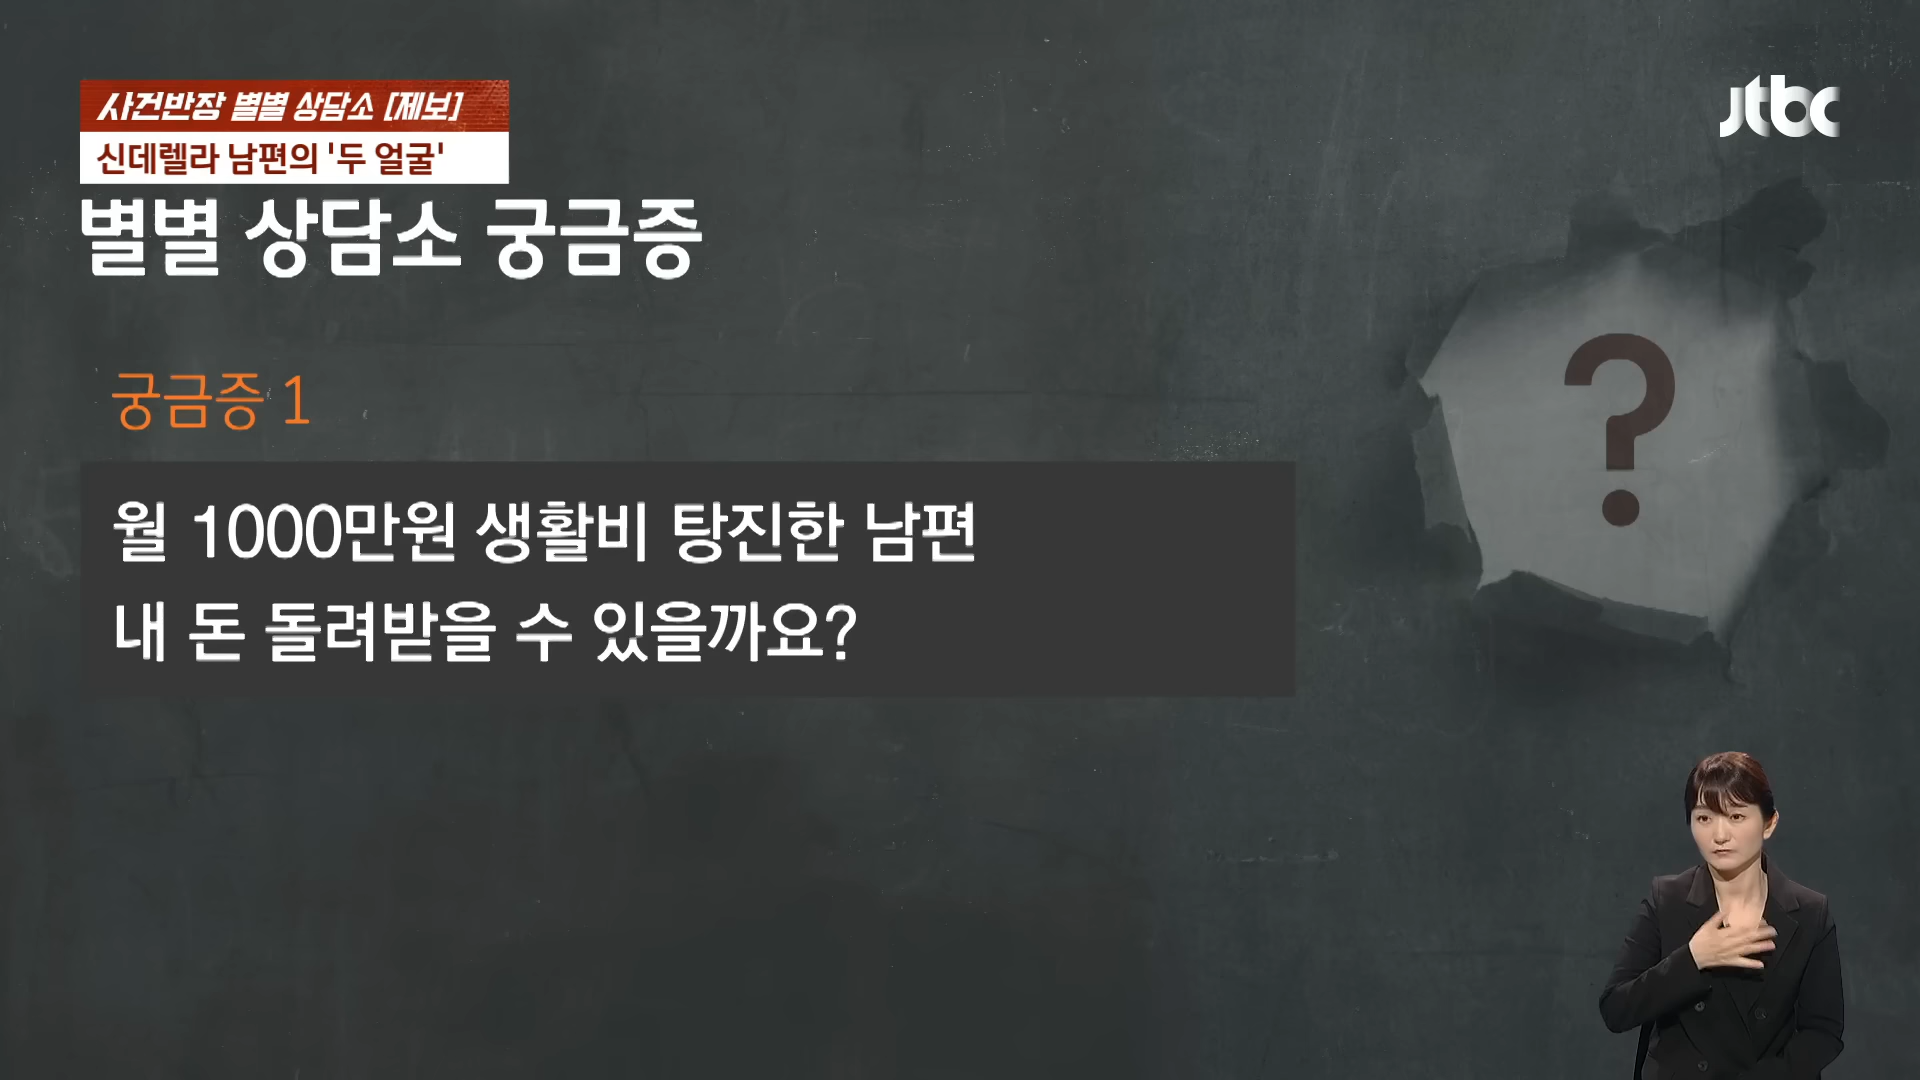 사건반장 별별 상담소 [제보]
신데렐라 남편의 '두 얼굴'
jtbc
별별 상담소 궁금증
궁금증 1
월 1000만원 생활비 탕진한 남편
내 돈 돌려받을 수 있을까요?
?